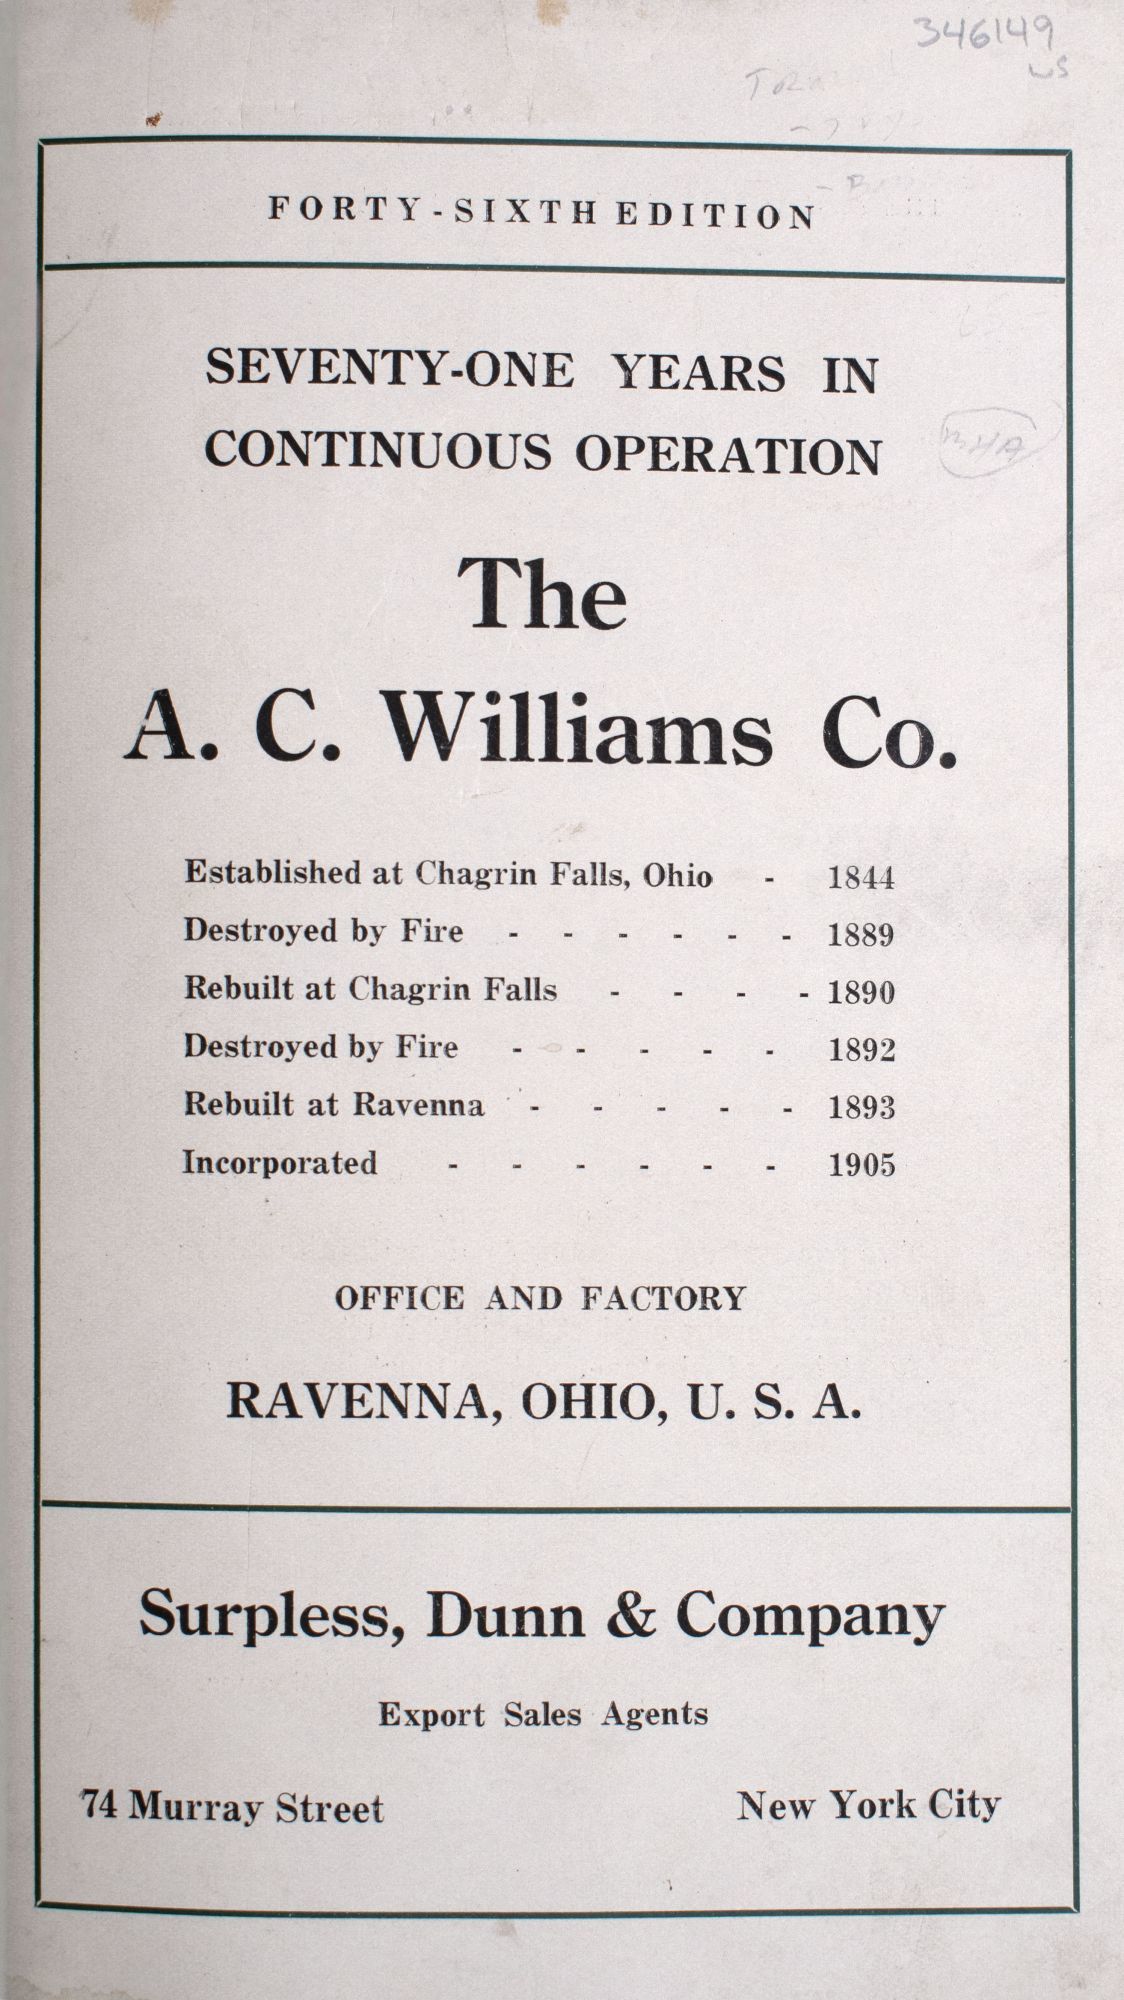 346149
WS
FORTY-SIXTH EDITION
SEVENTY-ONE YEARS IN
CONTINUOUS OPERATION
BHA
The
A. C. Williams Co.
Established at Chagrin Falls, Ohio - 1844
Destroyed by Fire - - - - - - 1889
Rebuilt at Chagrin Falls - - - - 1890
Destroyed by Fire - - - - - 1892
Rebuilt at Ravenna - - - - - 1893
Incorporated - - - - - - 1905
OFFICE AND FACTORY
RAVENNA, OHIO, U. S. A.
Surpless, Dunn & Company
Export Sales Agents
74 Murray Street New York City